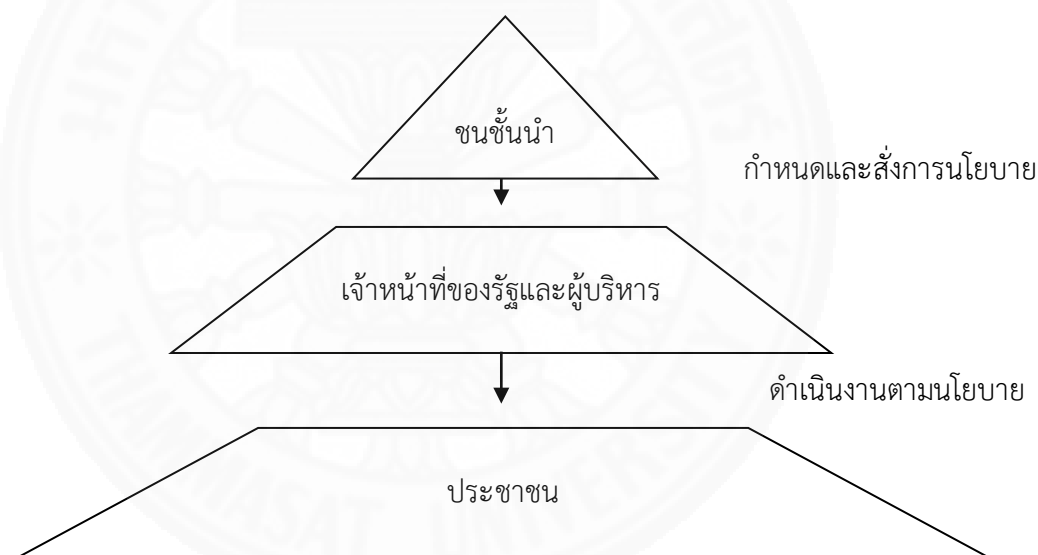 ชนชั้นนำ
กำหนดและสั่งการนโยบาย
เจ้าหน้าที่ของรัฐและผู้บริหาร
ดำเนินงานตามนโยบาย
ประชาชน
THAMMASAT UNIVERSITY